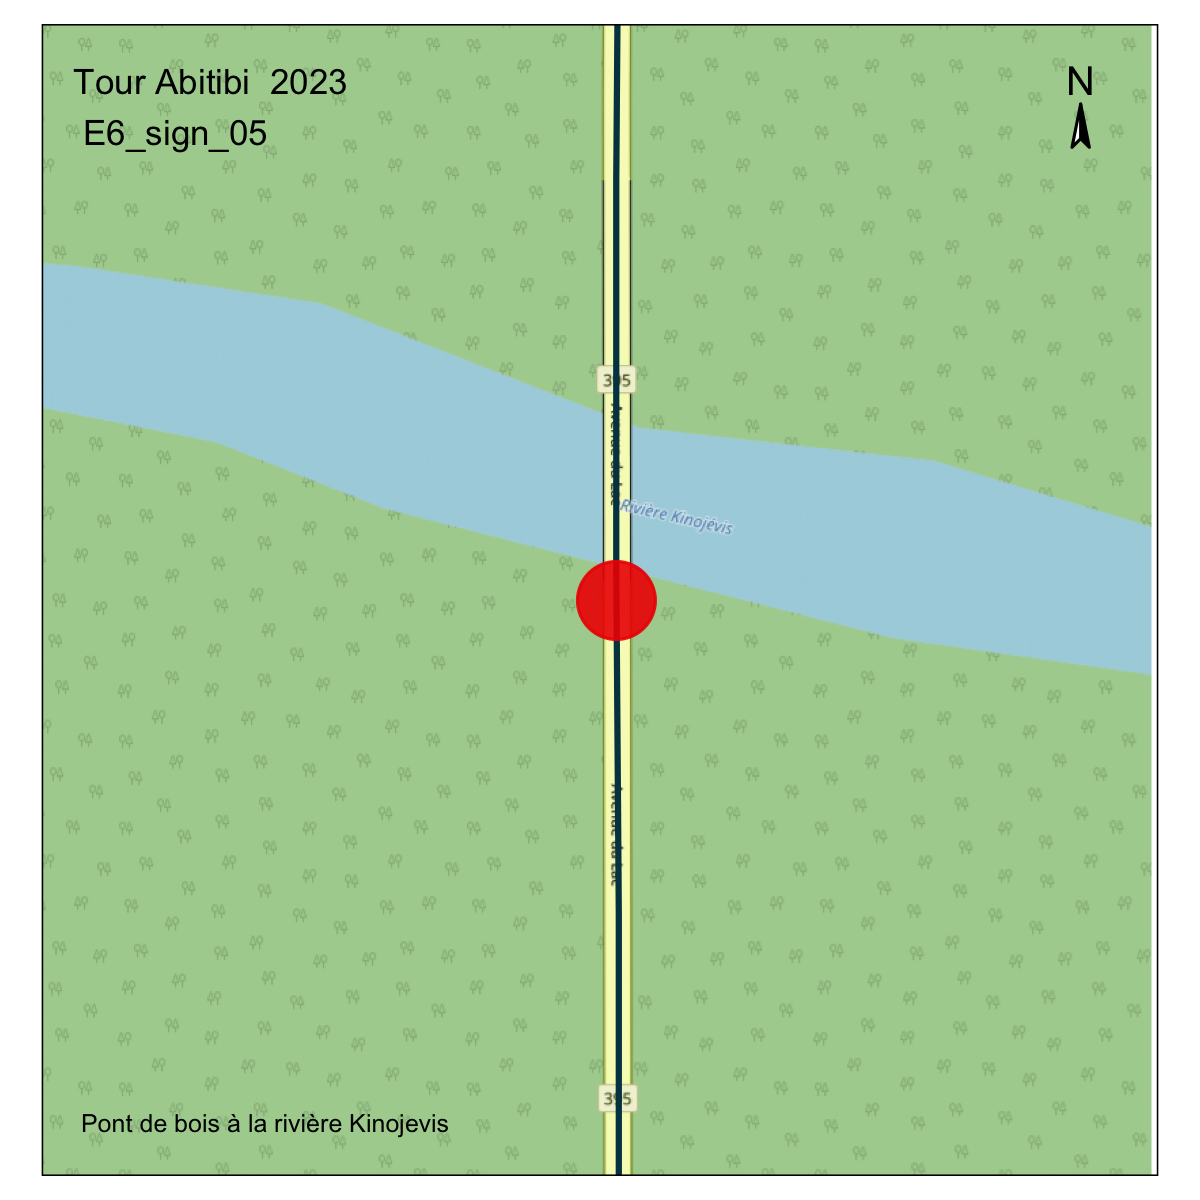 Tour Abitibi  2023
N
E6_sign_05
395
Avenue du Lac
Rivière Kinojévis
Avenue du Lac
395
Pont de bois à la rivière Kinojevis